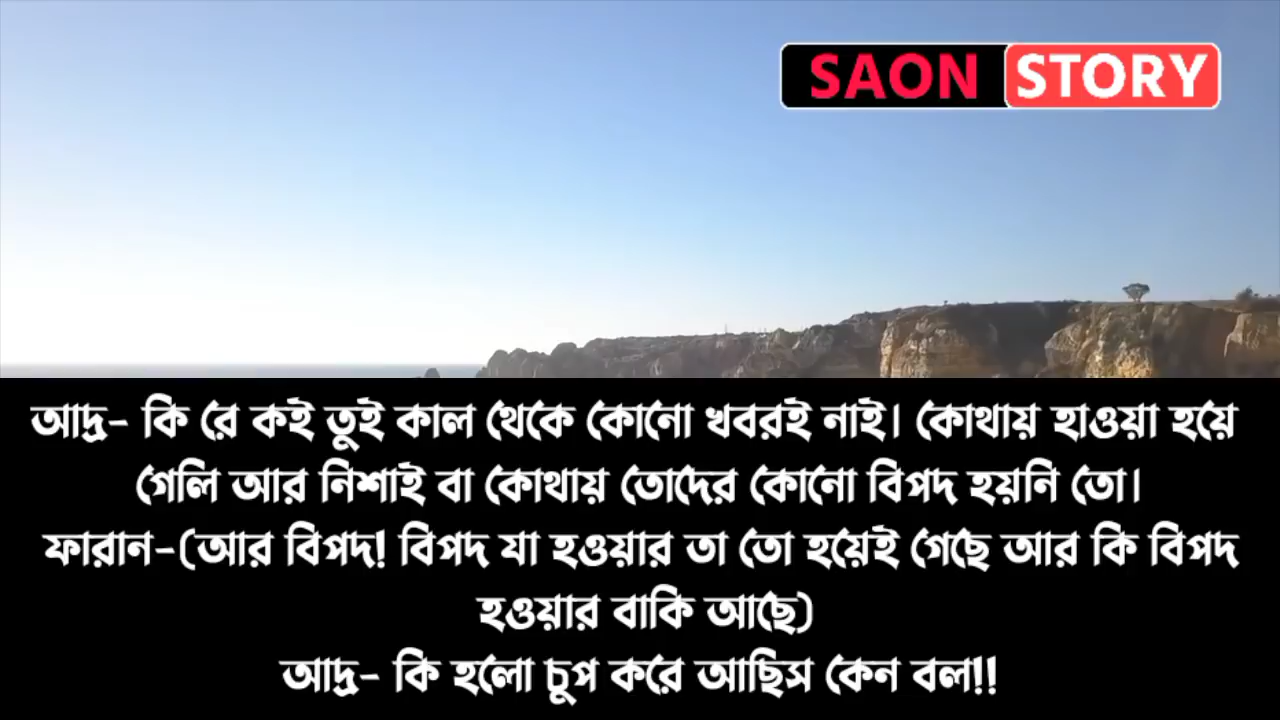 SAON STORY
আদ্র- কি রে কই তুই কাল থেকে কোনো খবরই নাই। কোথায় হাওয়া হয়ে
গেলি আর নিশাই বা কোথায় তোদের কোনো বিপদ হয়নি তো।
ফারান-(আর বিপদ! বিপদ যা হওয়ার তা তো হয়েই গেছে আর কি বিপদ
হওয়ার বাকি আছে)
আদ্র- কি হলো চুপ করে আছিস কেন বল!!